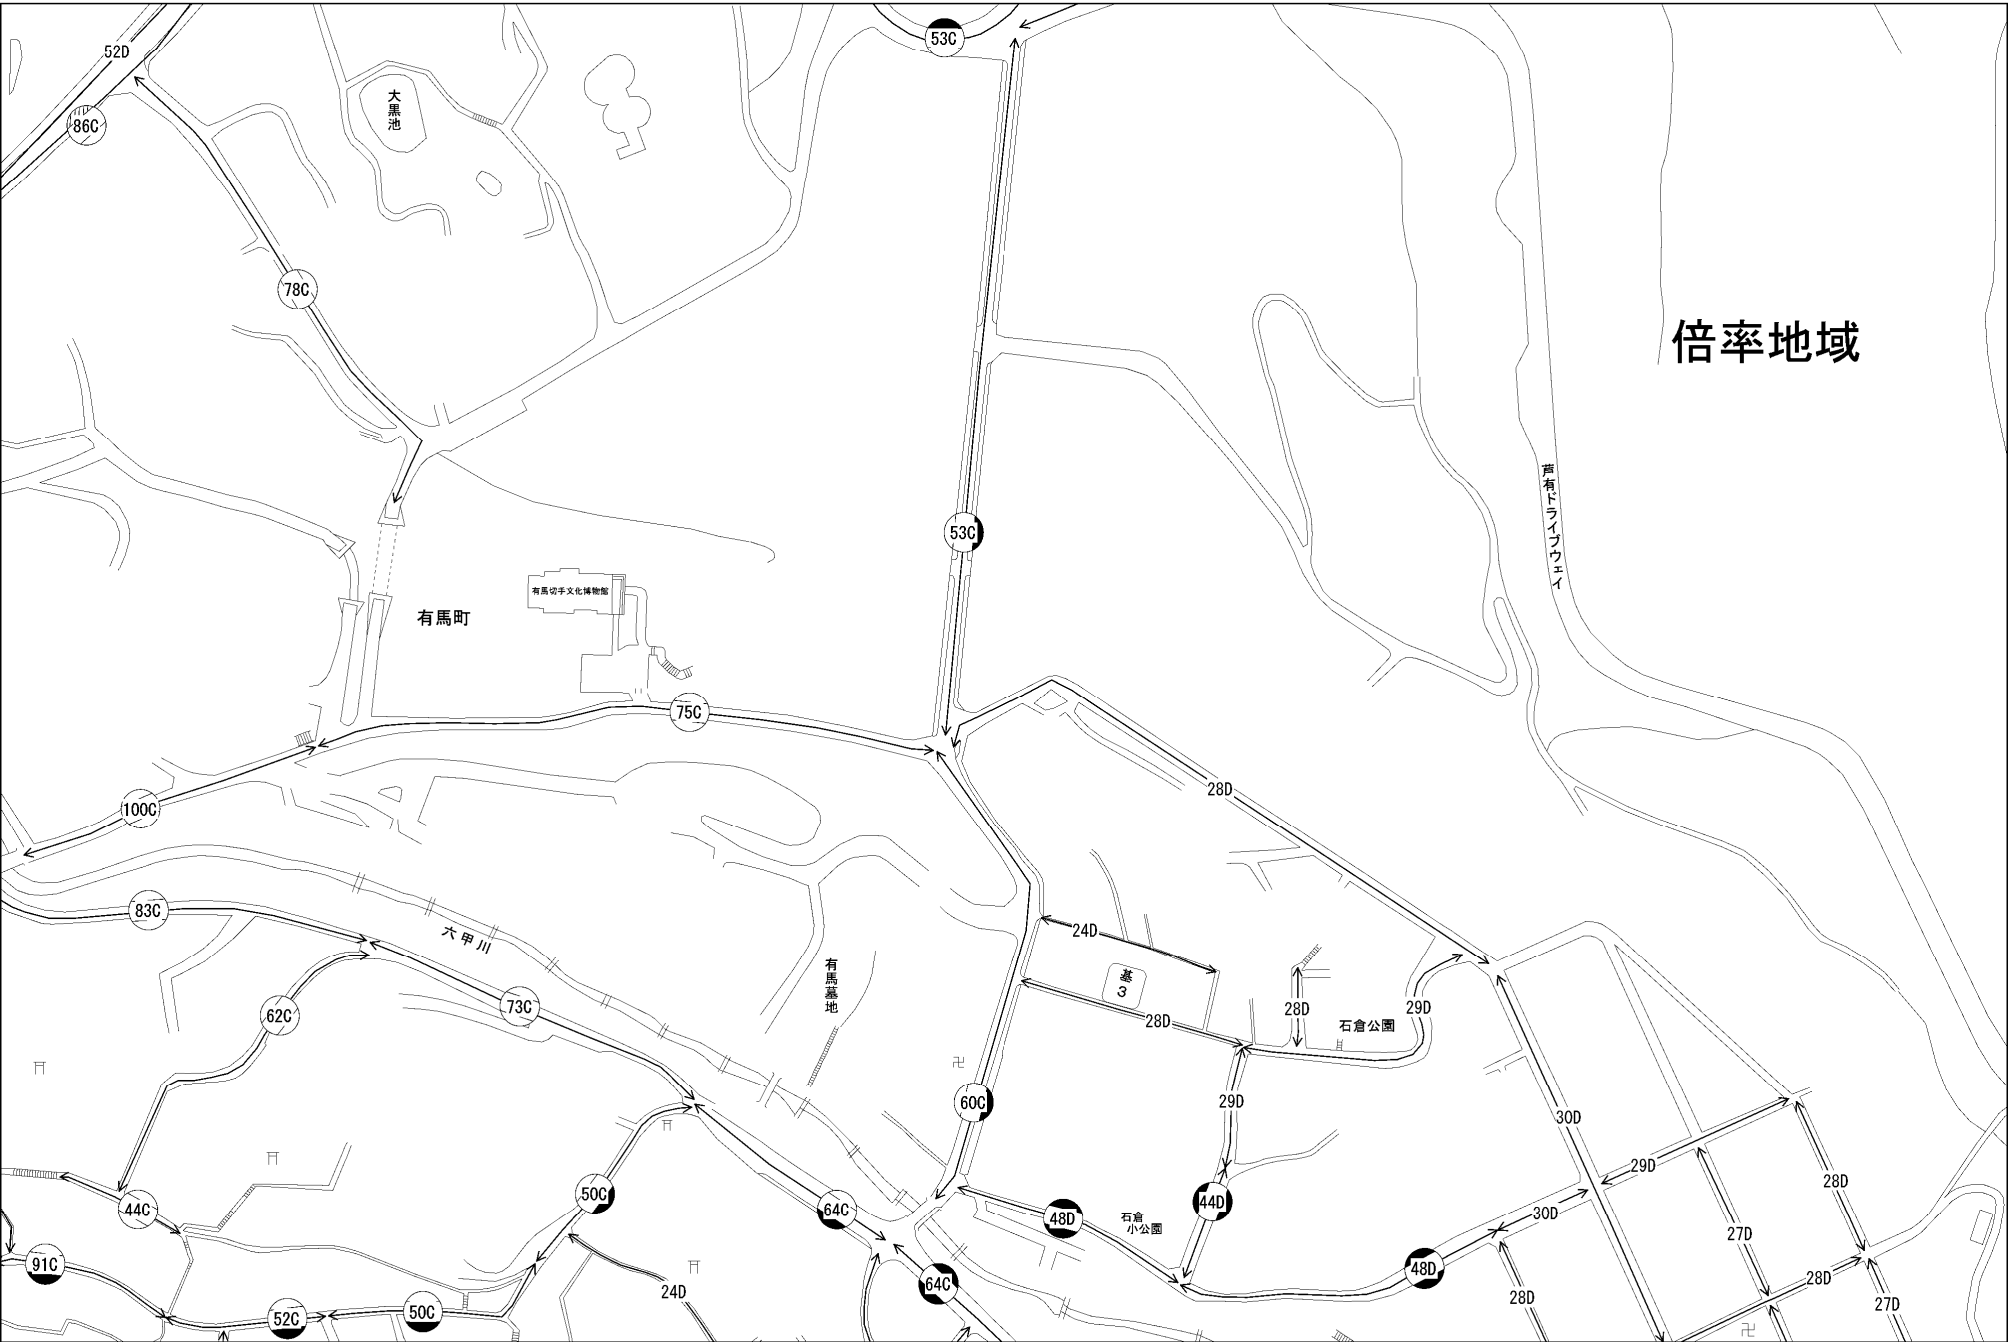 53C
52D
大黒池
86C
78C
倍率地域
芦有ドライブウェイ
53C
有馬切手文化博物館
有馬町
75C
28D
100C
83C
24D
六甲川
有馬墓地
基
3
62C
73C
28D
28D
29D
石倉公園
60C
29D
30D
29D
28D
50C
44C
64C
48D
石倉
小公園
44D
30D
27D
91C
64C
48D
28D
24D
28D
27D
52C
50C